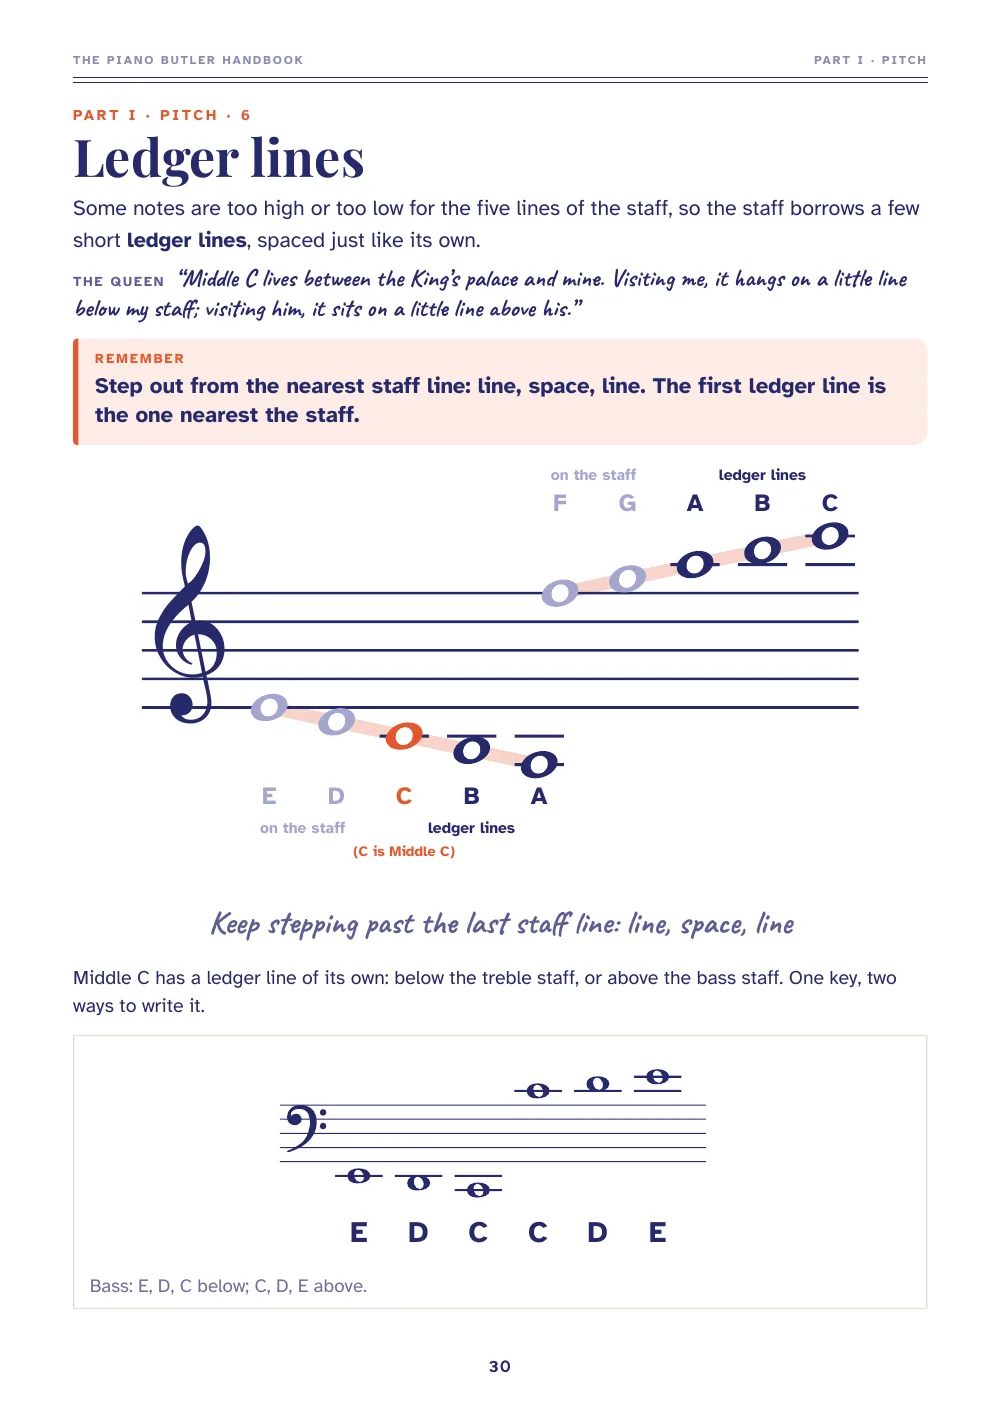 THE PIANO BUTLER HANDBOOK
PART I · PITCH
PART I · PITCH · 6
Ledger lines
Some notes are too high or too low for the five lines of the staff, so the staff borrows a few
short ledger lines, spaced just like its own.
THE QUEEN “Middle C lives between the King’s palace and mine. Visiting me, it hangs on a little line
below my staff; visiting him, it sits on a little line above his.”
REMEMBER
Step out from the nearest staff line: line, space, line. The first ledger line is
the one nearest the staff.
on the staff ledger lines
F G A B C
E D C B A
on the staff ledger lines
(C is Middle C)
Keep stepping past the last staff line: line, space, line
Middle C has a ledger line of its own: below the treble staff, or above the bass staff. One key, two
ways to write it.
E D C C D E
Bass: E, D, C below; C, D, E above.
30